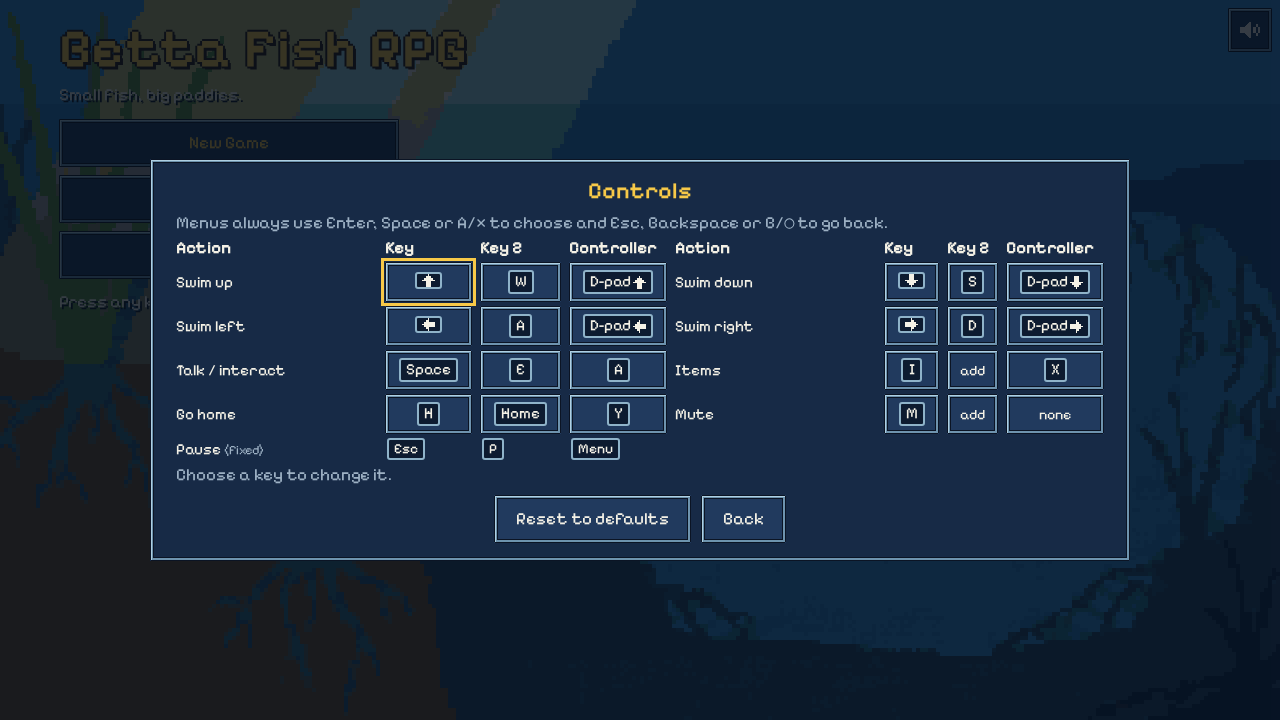 Betta Fish RPG
Small fish, big paddies.
New Game
Press any k
Controls
Menus always use Enter, Space or A/× to choose and Esc, Backspace or B/○ to go back.
Action Key Key 2 Controller Action Key Key 2 Controller
Swim up ↑ W D-pad ↑ Swim down ↓ S D-pad ↓
Swim left ← A D-pad ← Swim right → D D-pad →
Talk / interact Space E A Items I add X
Go home H Home Y Mute M add none
Pause (fixed) Esc P Menu
Choose a key to change it.
Reset to defaults Back